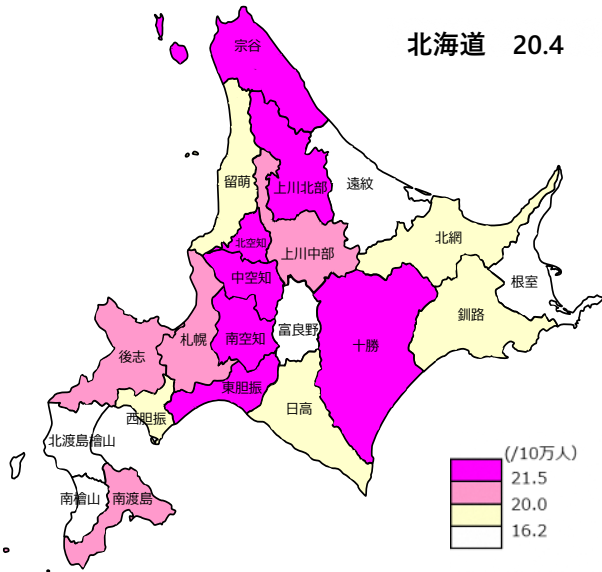 北海道 20.4
宗谷
留萌
上川北部
遠紋
北空知
上川中部
北網
中空知
根室
釧路
南空知
富良野
札幌
十勝
後志
東胆振
日高
西胆振
北渡島檜山
南檜山
南渡島
(/10万人)
21.5
20.0
16.2